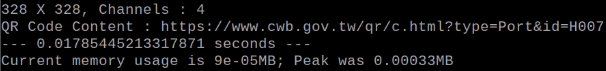 328 X 328, Channels : 4
QR Code Content : https://www.cwb.gov.tw/qr/c.html?type=Port&id=H007
--- 0.01785445213317871 seconds ---
Current memory usage is 9e-05MB; Peak was 0.00033MB